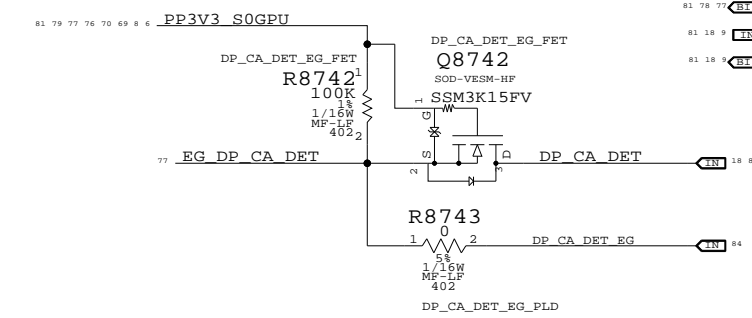 81 79 77 76 70 69 8 6 PP3V3_S0GPU
81 78 77 BI
81 18 9 IN
81 18 9 BI
DP_CA_DET_EG_FET
R8742
1
100K
1%
1/16W
MF-LF
402
2
DP_CA_DET_EG_FET
Q8742
SOD-VESM-HF
SSM3K15FV
1
G
S
D
2
3
77 EG_DP_CA_DET
DP_CA_DET
IN 18 8
R8743
0
1 2
5%
1/16W
MF-LF
402
DP_CA_DET_EG_PLD
DP_CA_DET_EG
IN 84